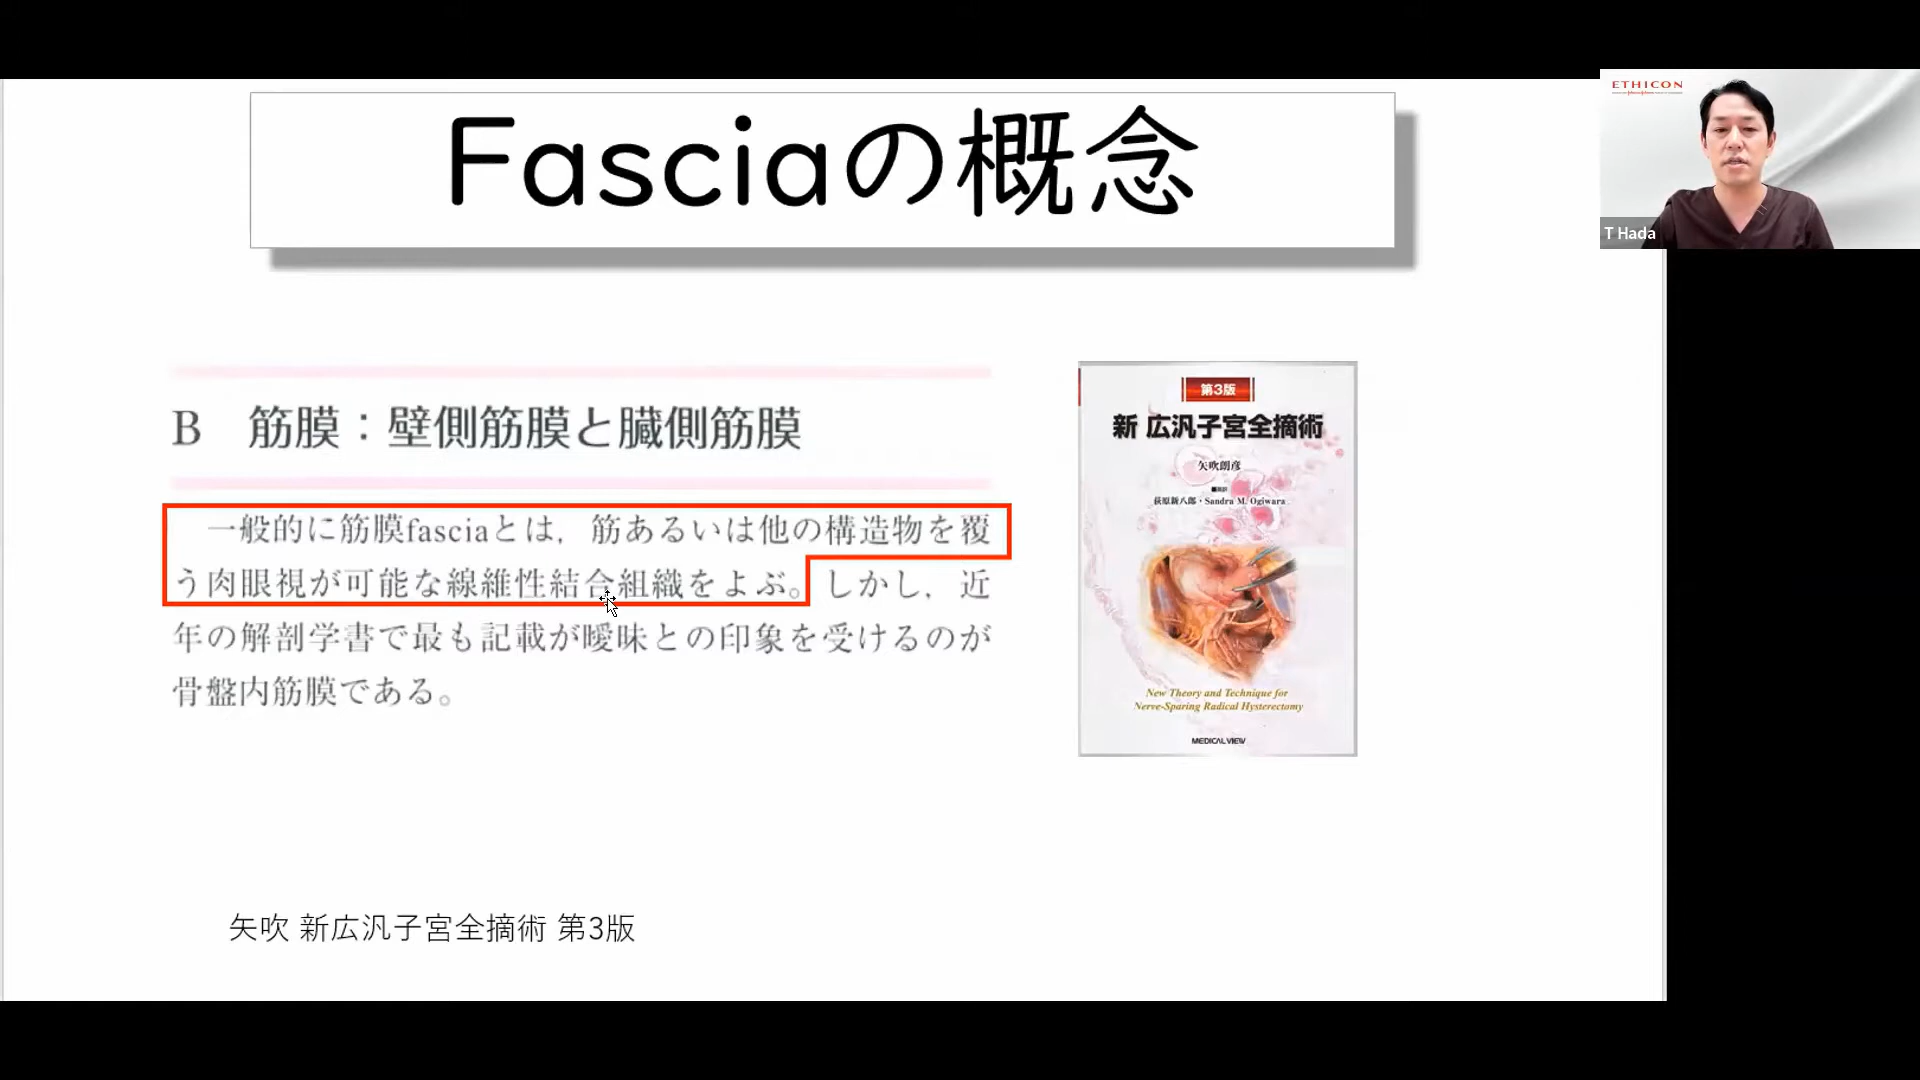 Fasciaの概念
ETHICON
T Hada
B 筋膜：壁側筋膜と臓側筋膜
一般的に筋膜fasciaとは，筋あるいは他の構造物を覆
う肉眼視が可能な線維性結合組織をよぶ。しかし，近
年の解剖学書で最も記載が曖昧との印象を受けるのが
骨盤内筋膜である。
第3版
新 広汎子宮全摘術
矢吹朗彦
荻原新八郎・Sandra M. Ogiwara
New Theory and Technique for
Nerve-Sparing Radical Hysterectomy
MEDICAL VIEW
矢吹 新広汎子宮全摘術 第3版